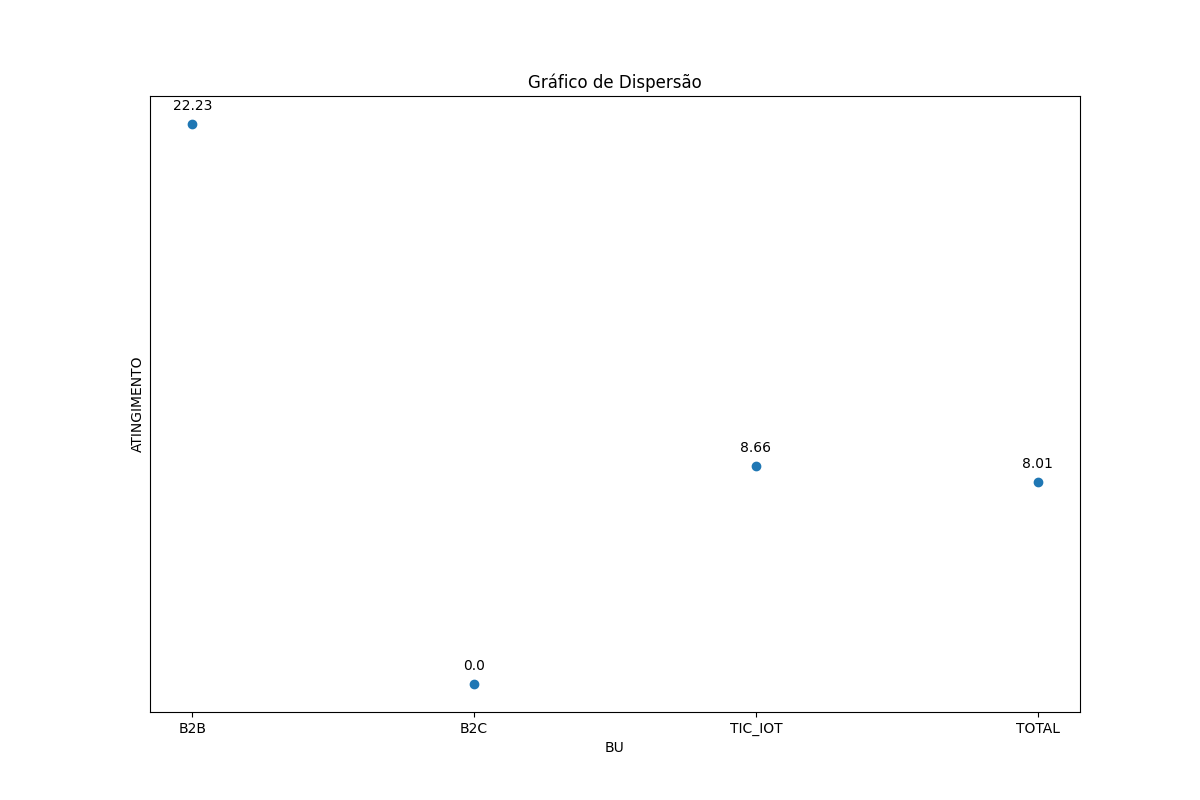 Gráfico de Dispersão
22.23
8.66
8.01
0.0
ATINGIMENTO
B2B
B2C
TIC_IOT
TOTAL
BU